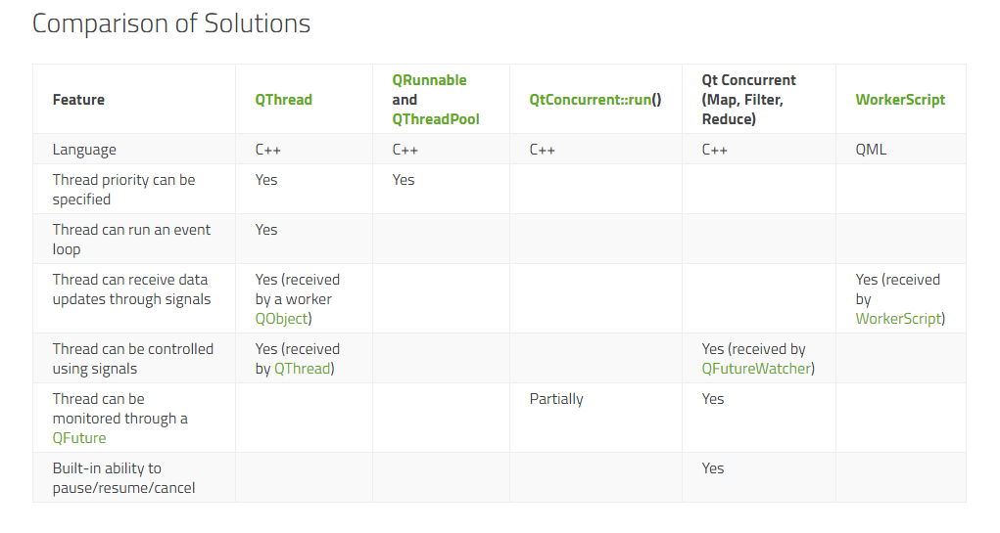 Comparison of Solutions
Feature
QThread
QRunnable
and
QThreadPool
QtConcurrent::run()
Qt Concurrent
(Map, Filter,
Reduce)
WorkerScript
Language
C++
C++
C++
C++
QML
Thread priority can be
specified
Yes
Yes
Thread can run an event
loop
Yes
Thread can receive data
updates through signals
Yes (received
by a worker
QObject)
Yes (received
by
WorkerScript)
Thread can be controlled
using signals
Yes (received
by QThread)
Yes (received by
QFutureWatcher)
Thread can be
monitored through a
QFuture
Partially
Yes
Built-in ability to
pause/resume/cancel
Yes